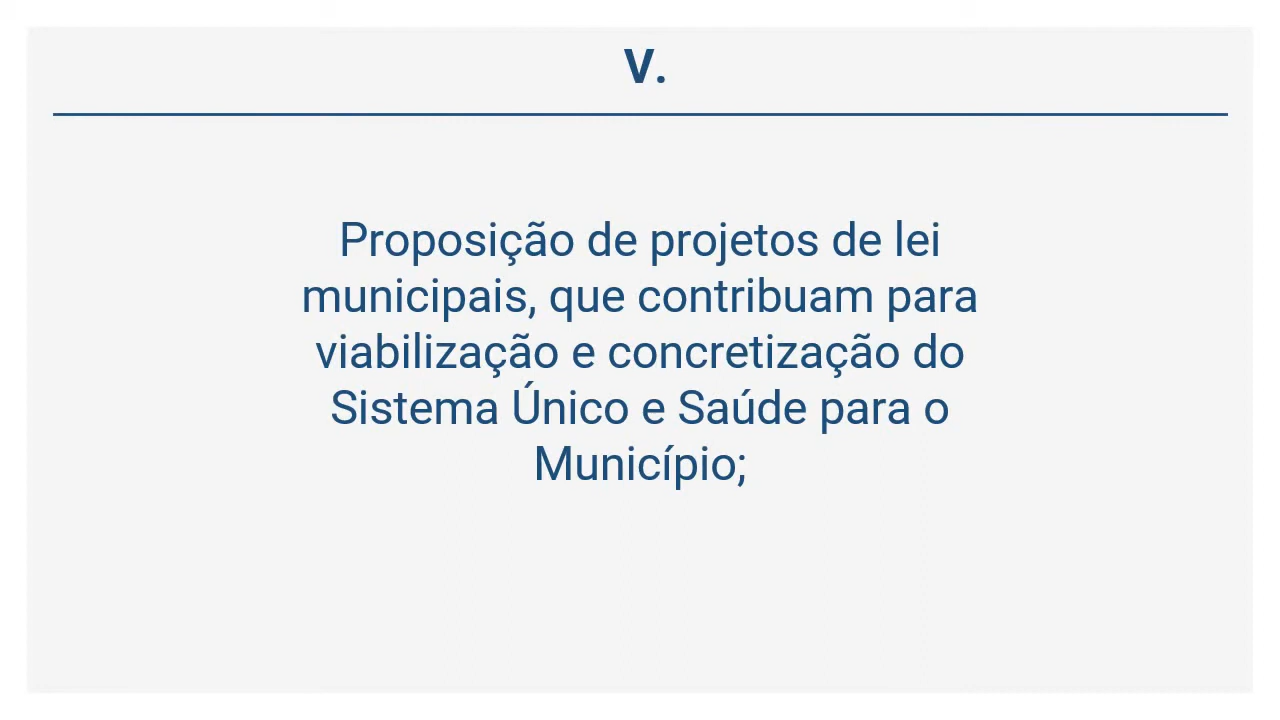 V.
Proposição de projetos de lei
municipais, que contribuam para
viabilização e concretização do
Sistema Único e Saúde para o
Município;